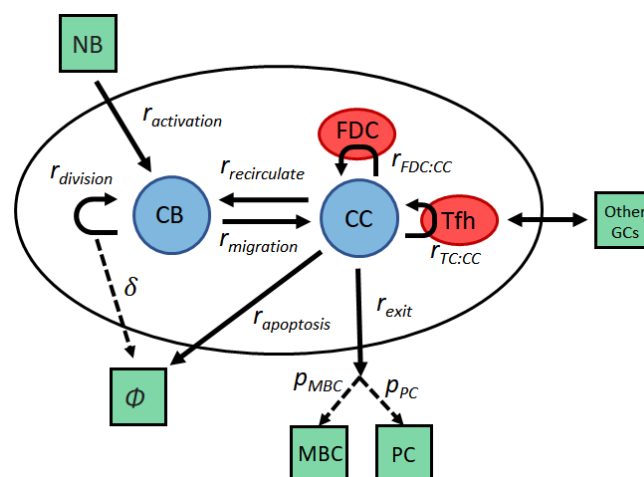 NB
r_activation
FDC
r_division
r_recirculate
r_FDC:CC
CB
CC
Tfh
Other
GCs
r_migration
r_TC:CC
δ
r_exit
r_apoptosis
Φ
p_MBC
p_PC
MBC
PC